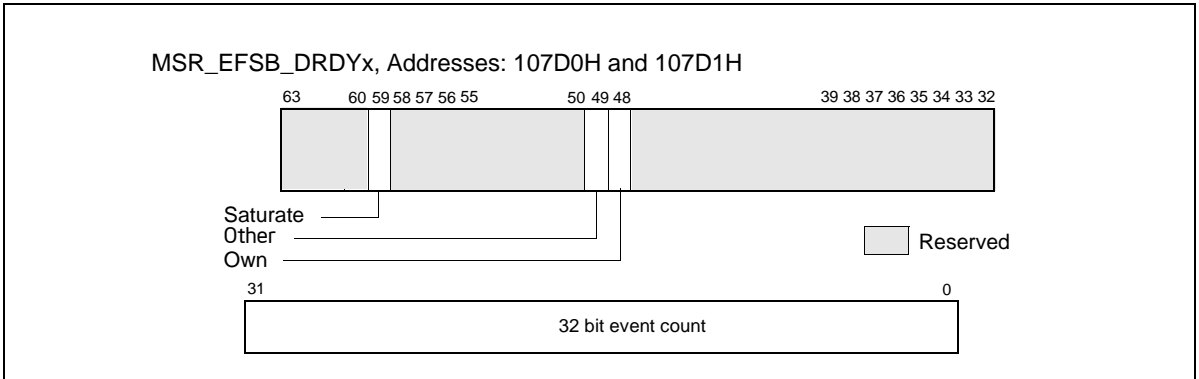 MSR_EFSB_DRDYx, Addresses: 107D0H and 107D1H
63 60 59 58 57 56 55 50 49 48 39 38 37 36 35 34 33 32
Saturate
Other
Own
Reserved
31 0
32 bit event count